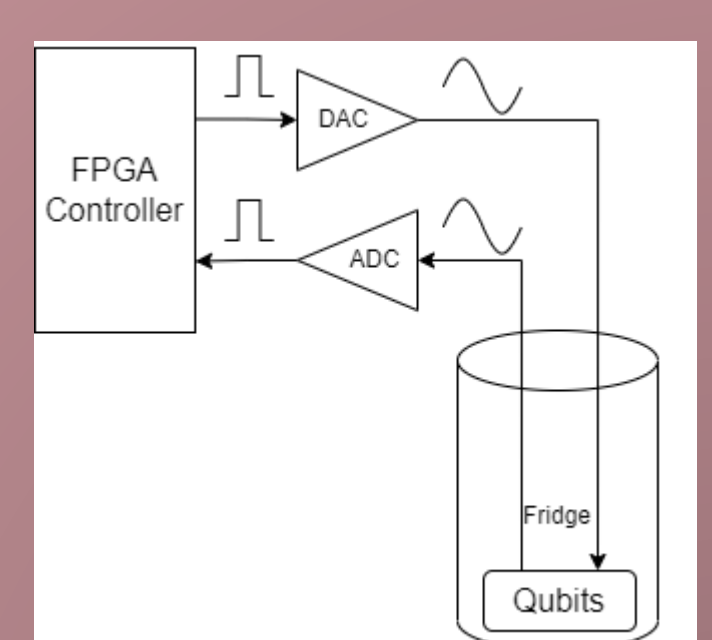 FPGA
Controller
DAC
ADC
Fridge
Qubits